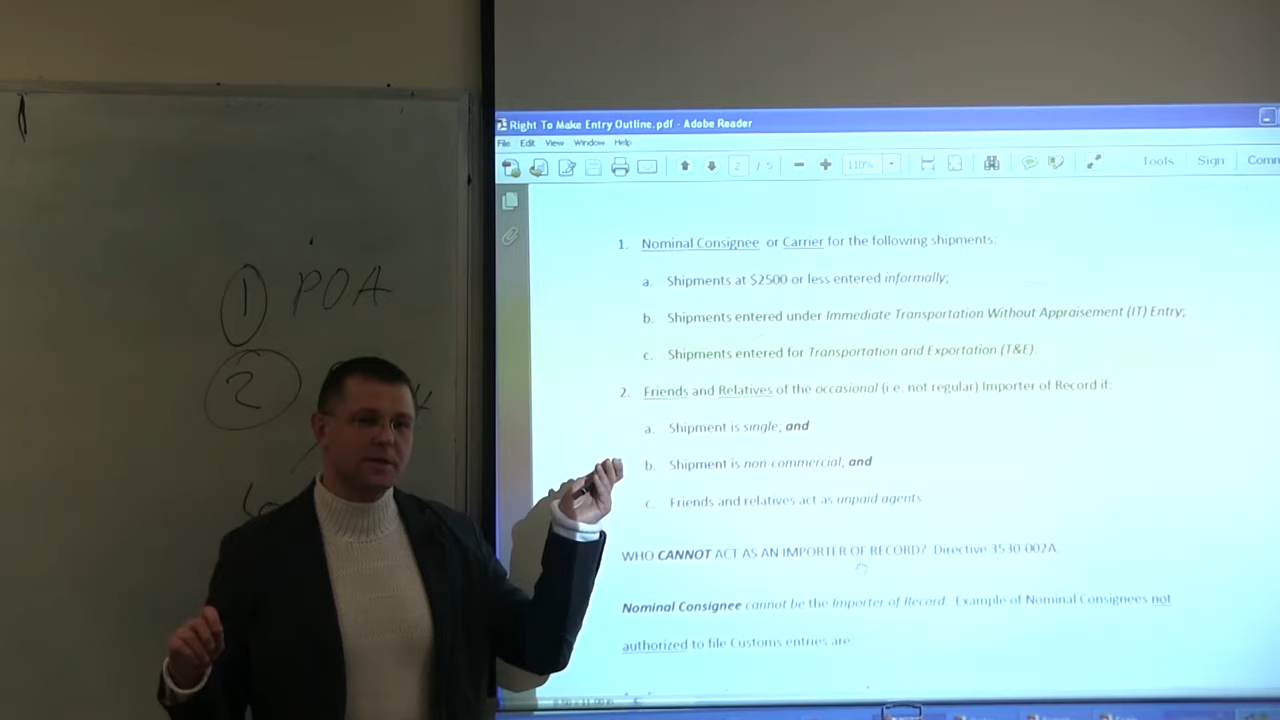 Right To Make Entry Outline.pdf - Adobe Reader
File Edit View Window Help
2 / 5 110% Tools Sign Comm
1. Nominal Consignee or Carrier for the following shipments:
a. Shipments at $2500 or less entered informally;
b. Shipments entered under Immediate Transportation Without Appraisement (IT) Entry;
c. Shipments entered for Transportation and Exportation (T&E).
2. Friends and Relatives of the occasional (i.e. not regular) Importer of Record if:
a. Shipment is single; and
b. Shipment is non-commercial; and
c. Friends and relatives act as unpaid agents.
WHO CANNOT ACT AS AN IMPORTER OF RECORD? Directive 3530-002A.
Nominal Consignee cannot be the Importer of Record. Example of Nominal Consignees not
authorized to file Customs entries are:
1 POA
2